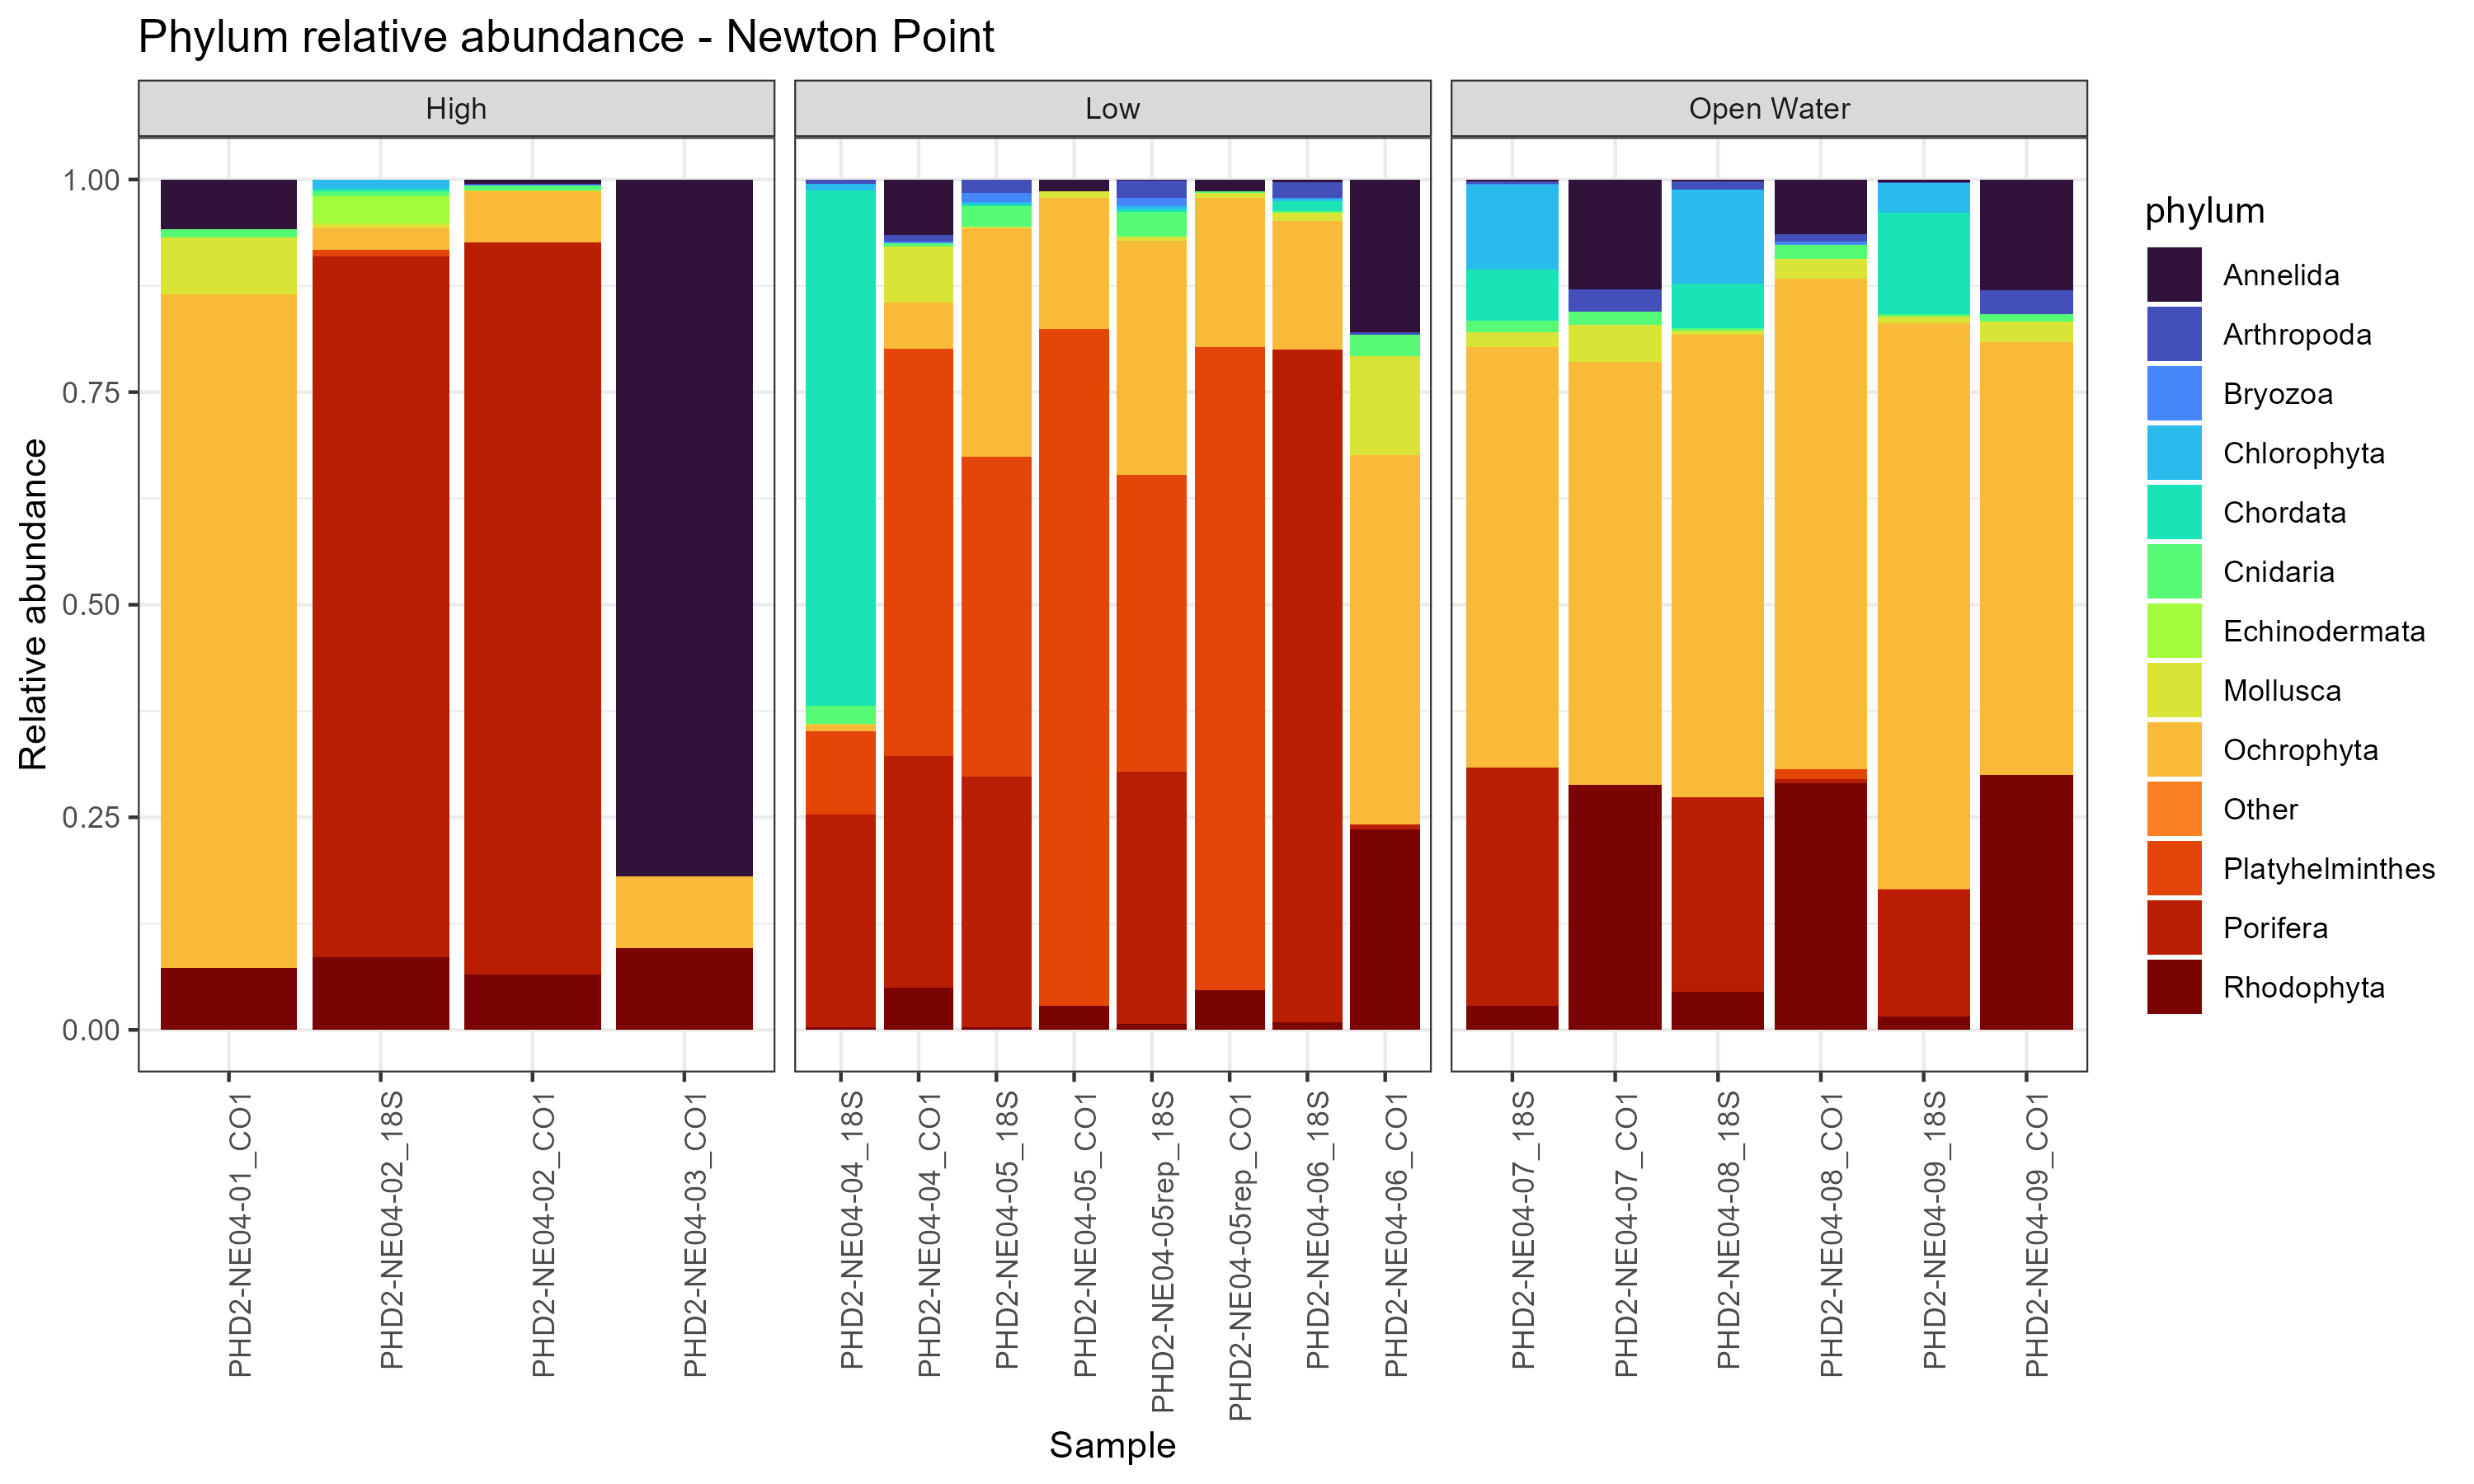 Phylum relative abundance - Newton Point
High
Low
Open Water
Relative abundance
1.00
0.75
0.50
0.25
0.00
PHD2-NE04-01_CO1
PHD2-NE04-02_18S
PHD2-NE04-02_CO1
PHD2-NE04-03_CO1
PHD2-NE04-04_18S
PHD2-NE04-04_CO1
PHD2-NE04-05_18S
PHD2-NE04-05_CO1
PHD2-NE04-05rep_18S
PHD2-NE04-05rep_CO1
PHD2-NE04-06_18S
PHD2-NE04-06_CO1
PHD2-NE04-07_18S
PHD2-NE04-07_CO1
PHD2-NE04-08_18S
PHD2-NE04-08_CO1
PHD2-NE04-09_18S
PHD2-NE04-09_CO1
Sample
phylum
Annelida
Arthropoda
Bryozoa
Chlorophyta
Chordata
Cnidaria
Echinodermata
Mollusca
Ochrophyta
Other
Platyhelminthes
Porifera
Rhodophyta